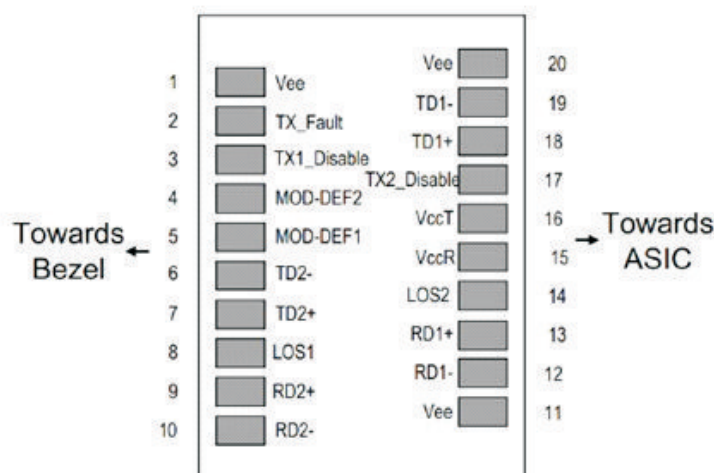 Towards
Bezel
1 Vee
2 TX_Fault
3 TX1_Disable
4 MOD-DEF2
5 MOD-DEF1
6 TD2-
7 TD2+
8 LOS1
9 RD2+
10 RD2-
Vee 20
TD1- 19
TD1+ 18
TX2_Disable 17
VccT 16
VccR 15
LOS2 14
RD1+ 13
RD1- 12
Vee 11
Towards
ASIC